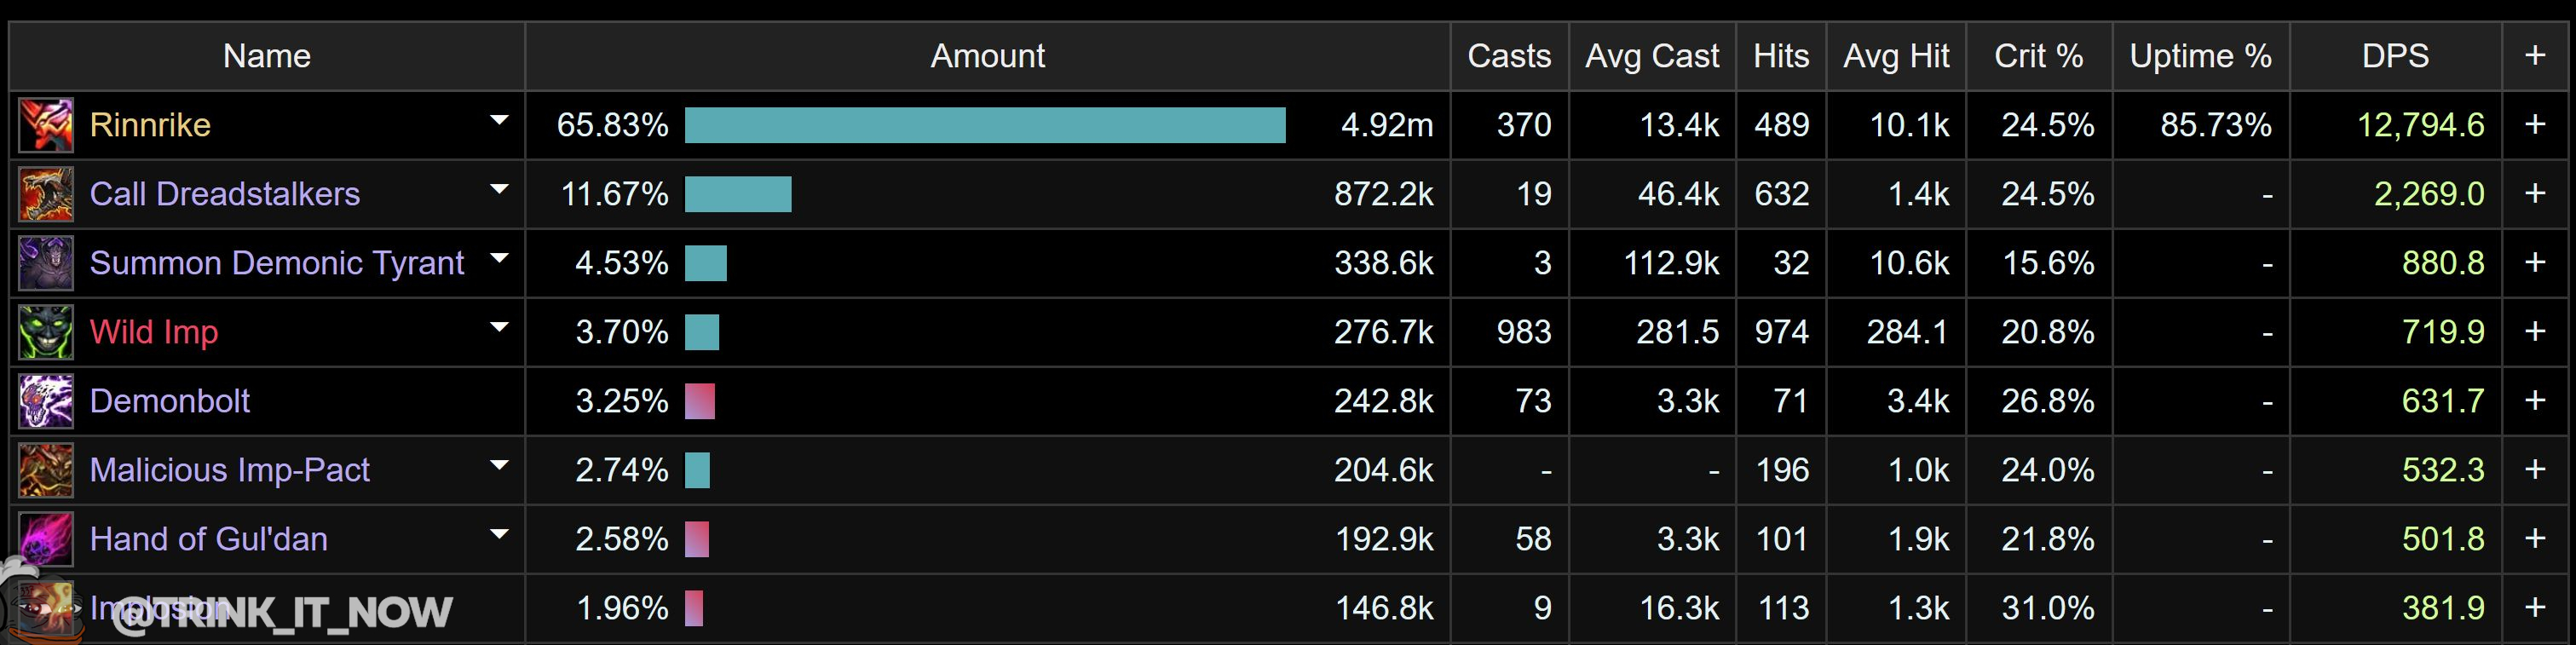 Name Amount Casts Avg Cast Hits Avg Hit Crit % Uptime % DPS +
Rinnrike 65.83% 4.92m 370 13.4k 489 10.1k 24.5% 85.73% 12,794.6 +
Call Dreadstalkers 11.67% 872.2k 19 46.4k 632 1.4k 24.5% - 2,269.0 +
Summon Demonic Tyrant 4.53% 338.6k 3 112.9k 32 10.6k 15.6% - 880.8 +
Wild Imp 3.70% 276.7k 983 281.5 974 284.1 20.8% - 719.9 +
Demonbolt 3.25% 242.8k 73 3.3k 71 3.4k 26.8% - 631.7 +
Malicious Imp-Pact 2.74% 204.6k - - 196 1.0k 24.0% - 532.3 +
Hand of Gul'dan 2.58% 192.9k 58 3.3k 101 1.9k 21.8% - 501.8 +
Implosion 1.96% 146.8k 9 16.3k 113 1.3k 31.0% - 381.9 +
@TRINK_IT_NOW